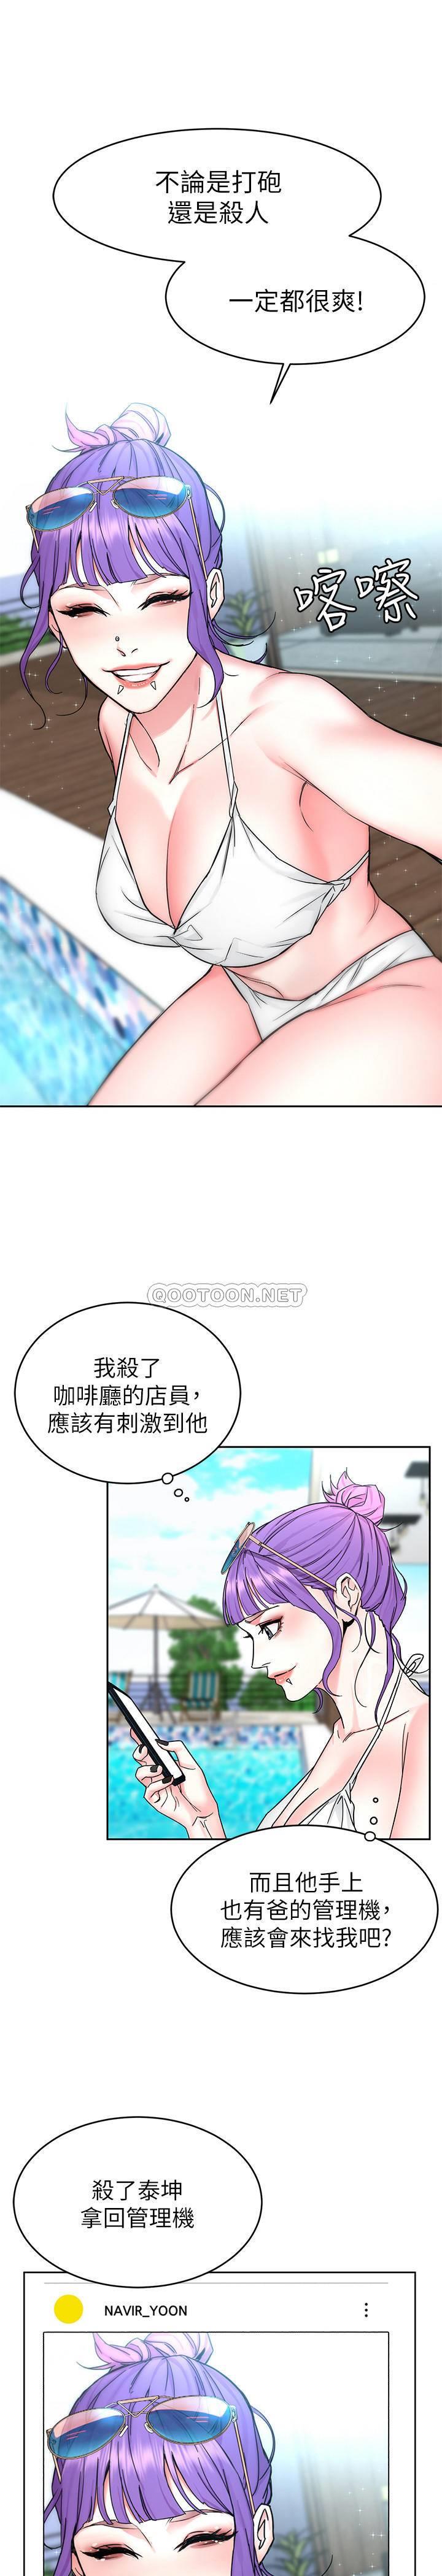 不論是打砲
還是殺人
一定都很爽!
喀嚓
QOOTOON.NET
我殺了
咖啡廳的店員,
應該有刺激到他
而且他手上
也有爸的管理機,
應該會來找我吧?
殺了泰坤
拿回管理機
NAVIR_YOON